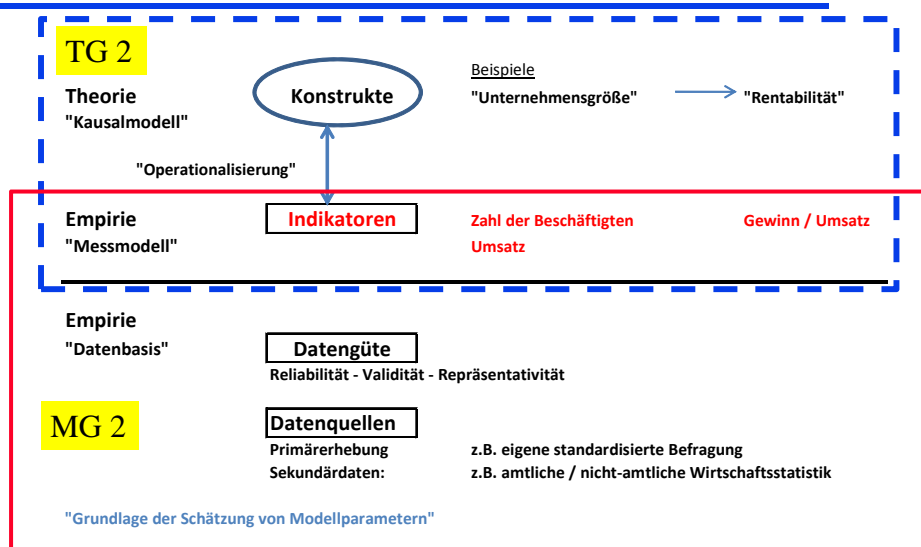 TG 2
Beispiele
Theorie Konstrukte "Unternehmensgröße" "Rentabilität"
"Kausalmodell"
"Operationalisierung"
Empirie Indikatoren Zahl der Beschäftigten Gewinn / Umsatz
"Messmodell" Umsatz
Empirie
"Datenbasis" Datengüte
Reliabilität - Validität - Repräsentativität
MG 2 Datenquellen
Primärerhebung z.B. eigene standardisierte Befragung
Sekundärdaten: z.B. amtliche / nicht-amtliche Wirtschaftsstatistik
"Grundlage der Schätzung von Modellparametern"